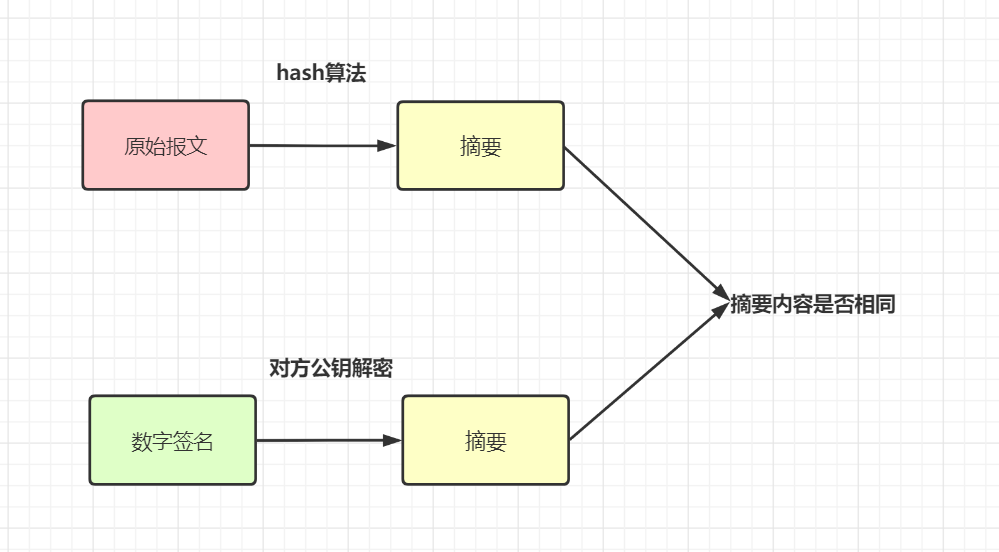 hash算法
原始报文
摘要
摘要内容是否相同
对方公钥解密
数字签名
摘要